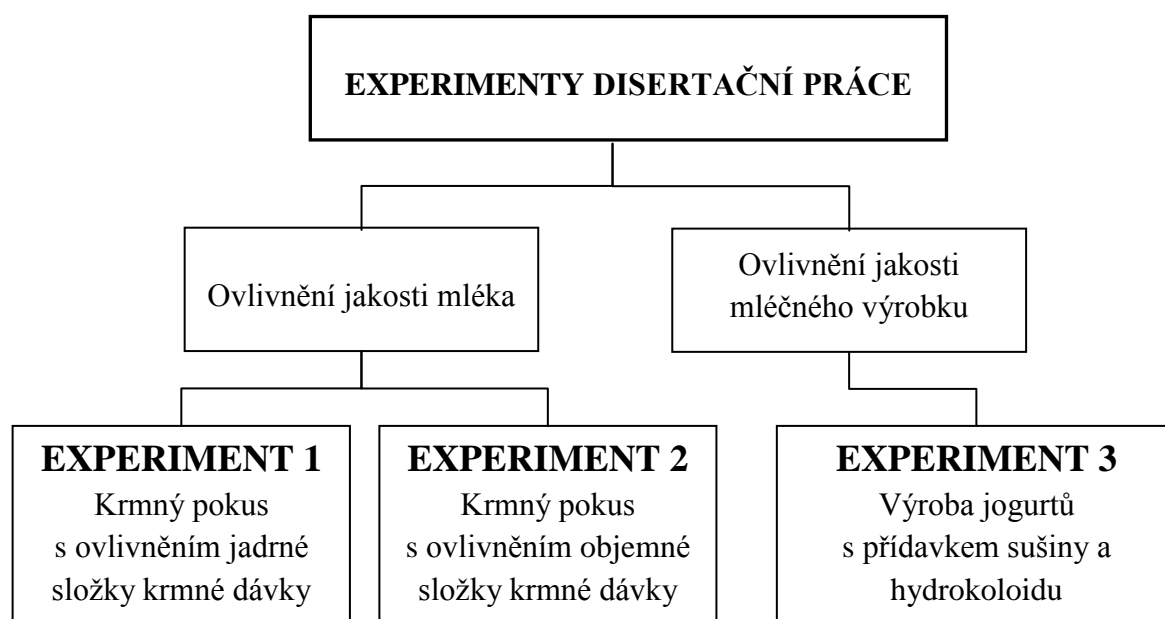 EXPERIMENTY DISERTAČNÍ PRÁCE
Ovlivnění jakosti mléka
Ovlivnění jakosti
mléčného výrobku
EXPERIMENT 1
Krmný pokus
s ovlivněním jadrné
složky krmné dávky
EXPERIMENT 2
Krmný pokus
s ovlivněním objemné
složky krmné dávky
EXPERIMENT 3
Výroba jogurtů
s přídavkem sušiny a
hydrokoloidu